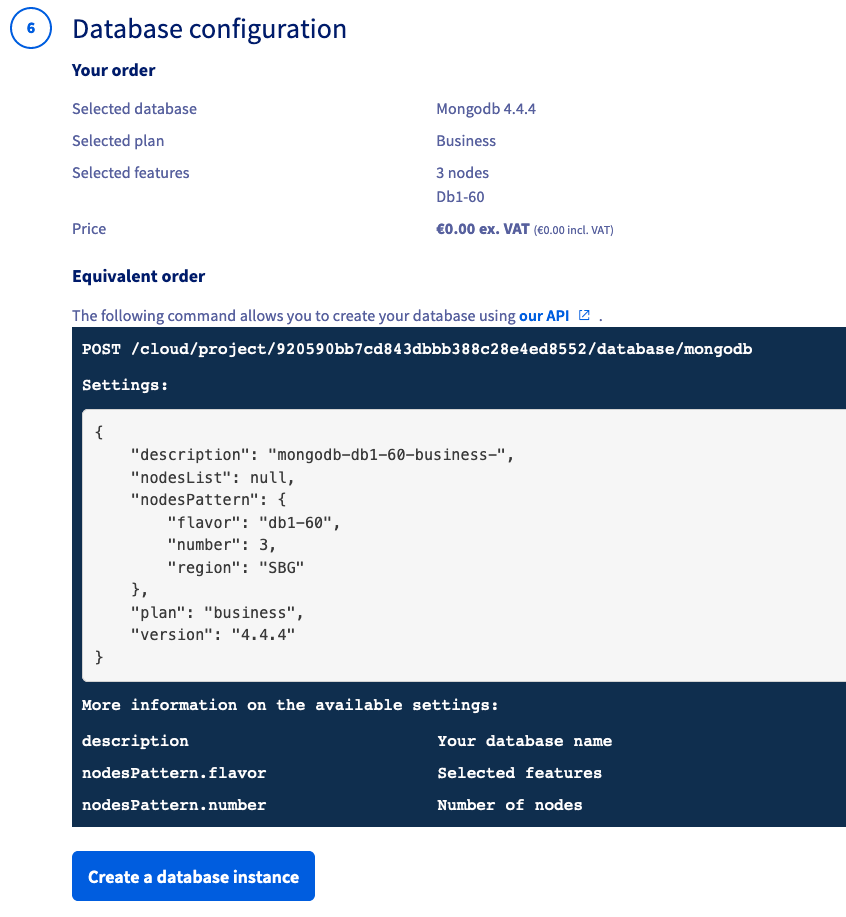 6
Database configuration
Your order
Selected database Mongodb 4.4.4
Selected plan Business
Selected features 3 nodes
Db1-60
Price €0.00 ex. VAT (€0.00 incl. VAT)
Equivalent order
The following command allows you to create your database using our API .
POST /cloud/project/920590bb7cd843dbbb388c28e4ed8552/database/mongodb
Settings:
{
    "description": "mongodb-db1-60-business-",
    "nodesList": null,
    "nodesPattern": {
        "flavor": "db1-60",
        "number": 3,
        "region": "SBG"
    },
    "plan": "business",
    "version": "4.4.4"
}
More information on the available settings:
description Your database name
nodesPattern.flavor Selected features
nodesPattern.number Number of nodes
Create a database instance